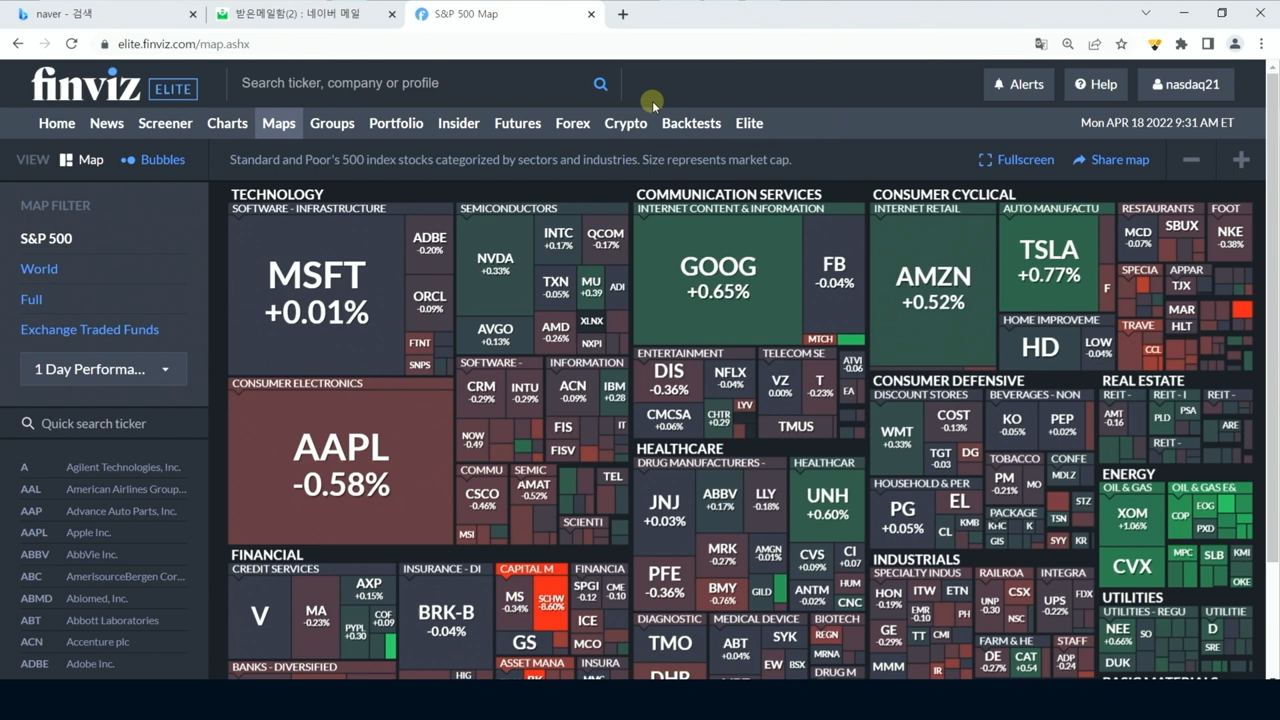 naver - 검색
받은메일함(2) : 네이버 메일
S&P 500 Map
elite.finviz.com/map.ashx
finviz ELITE
Search ticker, company or profile
Alerts
Help
nasdaq21
Home News Screener Charts Maps Groups Portfolio Insider Futures Forex Crypto Backtests Elite
Mon APR 18 2022 9:31 AM ET
VIEW Map Bubbles
Standard and Poor's 500 index stocks categorized by sectors and industries. Size represents market cap.
Fullscreen Share map
MAP FILTER
S&P 500
World
Full
Exchange Traded Funds
1 Day Performa...
Quick search ticker
A Agilent Technologies, Inc.
AAL American Airlines Group...
AAP Advance Auto Parts, Inc.
AAPL Apple Inc.
ABBV AbbVie Inc.
ABC AmerisourceBergen Cor...
ABMD Abiomed, Inc.
ABT Abbott Laboratories
ACN Accenture plc
ADBE Adobe Inc.
TECHNOLOGY
SOFTWARE - INFRASTRUCTURE
MSFT
+0.01%
ADBE
-0.20%
ORCL
-0.09%
FTNT
SNPS
CONSUMER ELECTRONICS
AAPL
-0.58%
SEMICONDUCTORS
NVDA
+0.33%
AVGO
+0.13%
INTC
+0.17%
QCOM
-0.17%
TXN
-0.05%
MU
+0.39
ADI
AMD
-0.26%
XLNX
NXPI
SOFTWARE -
CRM
-0.29%
INTU
-0.29%
NOW
-0.49
INFORMATION
ACN
-0.09%
IBM
+0.28
FIS
IT
FISV
COMMU
CSCO
-0.46%
MSI
SEMIC
AMAT
-0.52%
TEL
SCIENTI
COMMUNICATION SERVICES
INTERNET CONTENT & INFORMATION
GOOG
+0.65%
FB
-0.04%
MTCH
ENTERTAINMENT
DIS
-0.36%
NFLX
-0.04%
CMCSA
+0.06%
CHTR
+0.29
LYV
TELECOM SE
VZ
0.00%
T
-0.23%
TMUS
ATVI
-0.06
EA
CONSUMER CYCLICAL
INTERNET RETAIL
AMZN
+0.52%
AUTO MANUFACTU
TSLA
+0.77%
F
HOME IMPROVEME
HD
LOW
-0.04%
RESTAURANTS
MCD
-0.07%
SBUX
FOOT
NKE
-0.38%
SPECIA
APPAR
TJX
MAR
TRAVE
HLT
CCL
CONSUMER DEFENSIVE
DISCOUNT STORES
WMT
+0.33%
COST
-0.13%
TGT
-0.03
DG
BEVERAGES - NON
KO
-0.05%
PEP
+0.02%
TOBACCO
PM
-0.21%
MO
CONFE
MDLZ
HOUSEHOLD & PER
PG
+0.05%
EL
CL
KMB
PACKAGE
KHC
K
GIS
STZ
TSN
SYY
KR
REAL ESTATE
REIT -
AMT
-0.16
REIT - I
PLD
PSA
REIT -
ARE
REIT -
ENERGY
OIL & GAS
XOM
+1.06%
CVX
OIL & GAS E&
COP
EOG
PXD
MPC
SLB
KMI
OKE
HEALTHCARE
DRUG MANUFACTURERS -
JNJ
+0.03%
ABBV
+0.17%
LLY
-0.18%
PFE
-0.36%
MRK
-0.27%
AMGN
-0.01%
BMY
-0.76%
GILD
HEALTHCAR
UNH
+0.60%
CVS
+0.09%
CI
+0.07
ANTM
-0.02%
HUM
CNC
DIAGNOSTIC
TMO
DHR
MEDICAL DEVICE
ABT
+0.04%
SYK
EW
BSX
BIOTECH
REGN
MRNA
DRUG M
FINANCIAL
CREDIT SERVICES
V
MA
-0.23%
AXP
+0.15%
PYPL
+0.30
COF
+0.09
BANKS - DIVERSIFIED
INSURANCE - DI
BRK-B
-0.04%
HIG
CAPITAL M
MS
-0.34%
SCHW
-8.60%
GS
FINANCIA
SPGI
-0.12
CME
-0.10
ICE
MCO
ASSET MANA
INSURA
INDUSTRIALS
SPECIALTY INDUS
HON
-0.19%
ITW
ETN
EMR
-0.10
PH
GE
-0.29%
TT
CMI
MMM
IR
RAILROA
UNP
-0.30
CSX
NSC
INTEGRA
UPS
-0.22%
FDX
FARM & HE
DE
-0.27%
CAT
+0.54
STAFF
ADP
-0.24
UTILITIES
UTILITIES - REGU
NEE
+0.66%
SO
DUK
UTILITIE
D
SRE